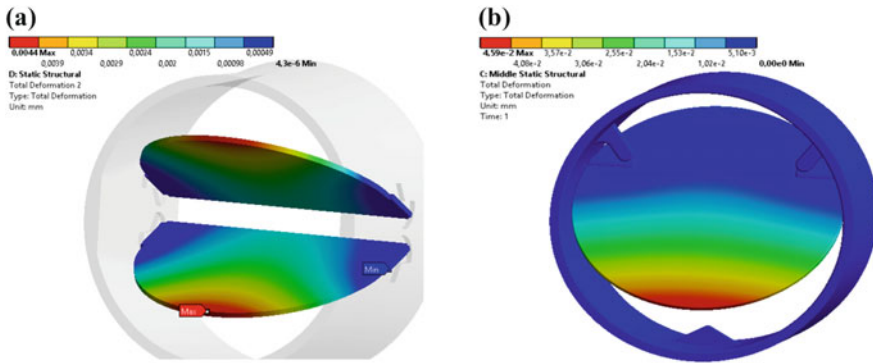 (a)
0,0044 Max 0,0034 0,0024 0,0015 0,00049
0,0039 0,0029 0,002 0,00098 4,3e-6 Min
D: Static Structural
Total Deformation 2
Type: Total Deformation
Unit: mm
Min
Max
(b)
4,59e-2 Max 3,57e-2 2,55e-2 1,53e-2 5,10e-3
4,08e-2 3,06e-2 2,04e-2 1,02e-2 0,00e0 Min
C: Middle Static Structural
Total Deformation
Type: Total Deformation
Unit: mm
Time: 1